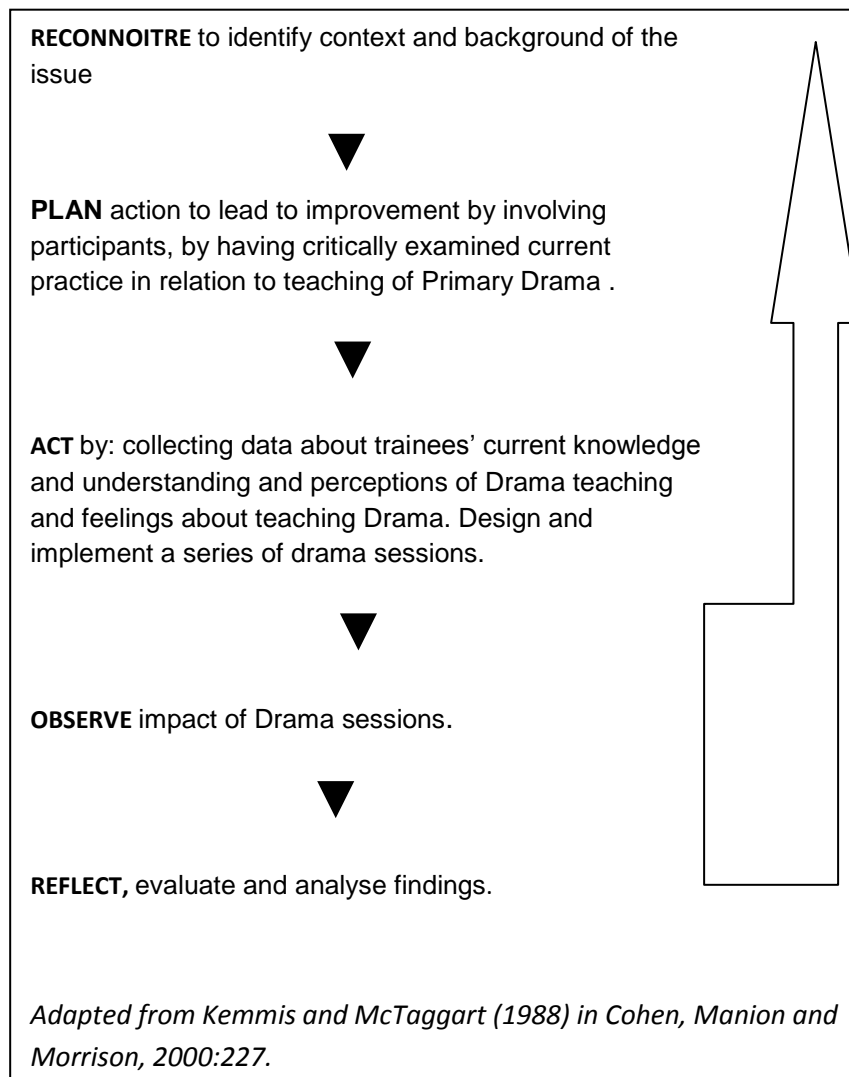 RECONNOITRE to identify context and background of the
issue
PLAN action to lead to improvement by involving
participants, by having critically examined current
practice in relation to teaching of Primary Drama .
ACT by: collecting data about trainees’ current knowledge
and understanding and perceptions of Drama teaching
and feelings about teaching Drama. Design and
implement a series of drama sessions.
OBSERVE impact of Drama sessions.
REFLECT, evaluate and analyse findings.
Adapted from Kemmis and McTaggart (1988) in Cohen, Manion and
Morrison, 2000:227.